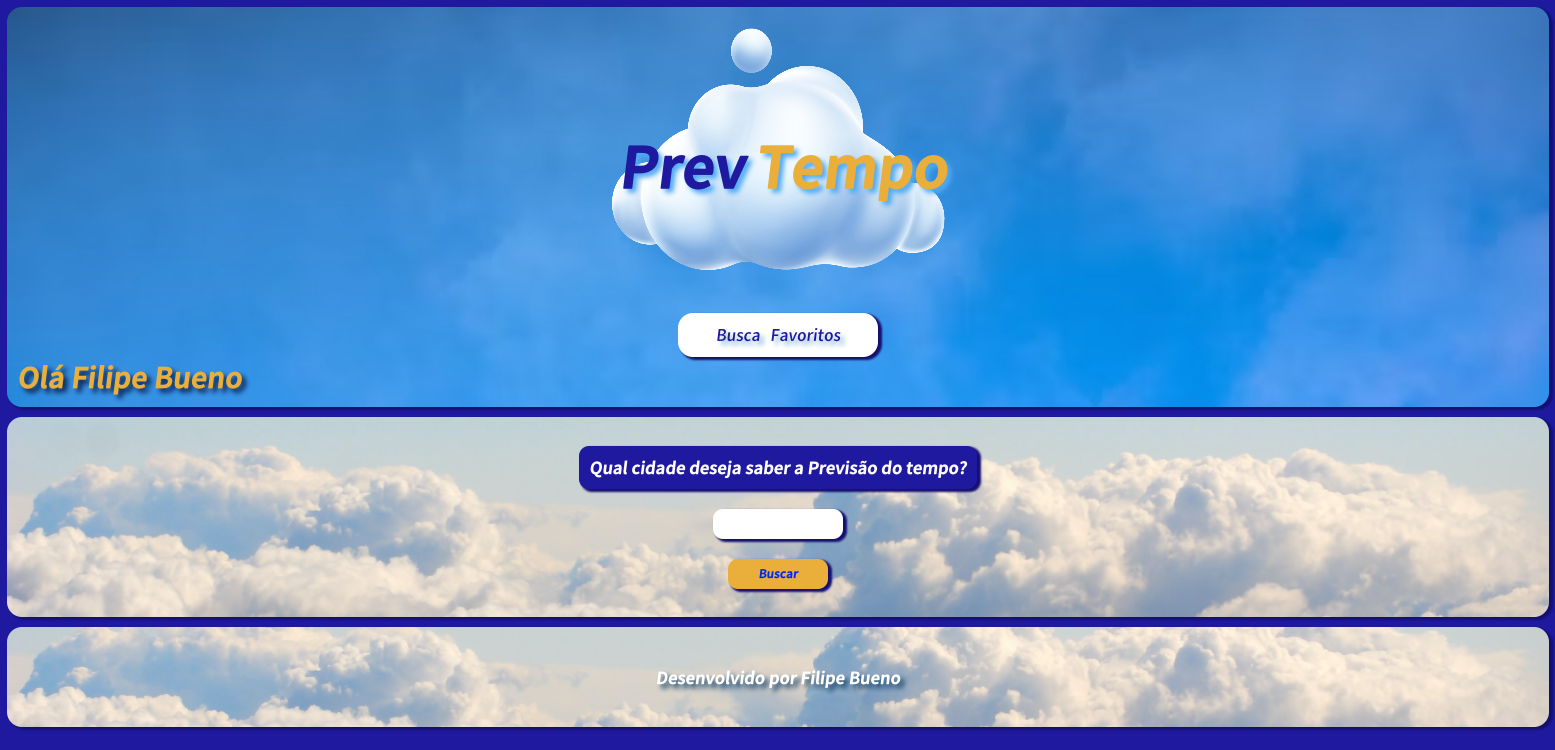 Prev Tempo
Busca Favoritos
Olá Filipe Bueno
Qual cidade deseja saber a Previsão do tempo?
Buscar
Desenvolvido por Filipe Bueno